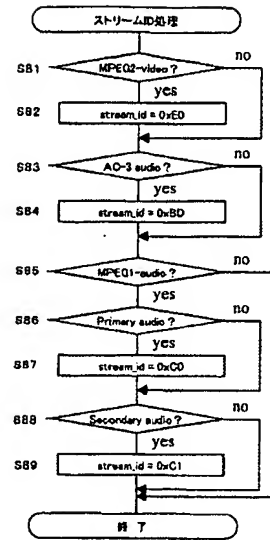 ストリームID処理
S81 MPEG2-video ? no
yes
S82 stream_id = 0xE0
S83 AC-3 audio ? no
yes
S84 stream_id = 0xBD
S85 MPEG1-audio ? no
yes
S86 Primary audio ? no
yes
S87 stream_id = 0xC0
S88 Secondary audio ? no
yes
S89 stream_id = 0xC1
終了